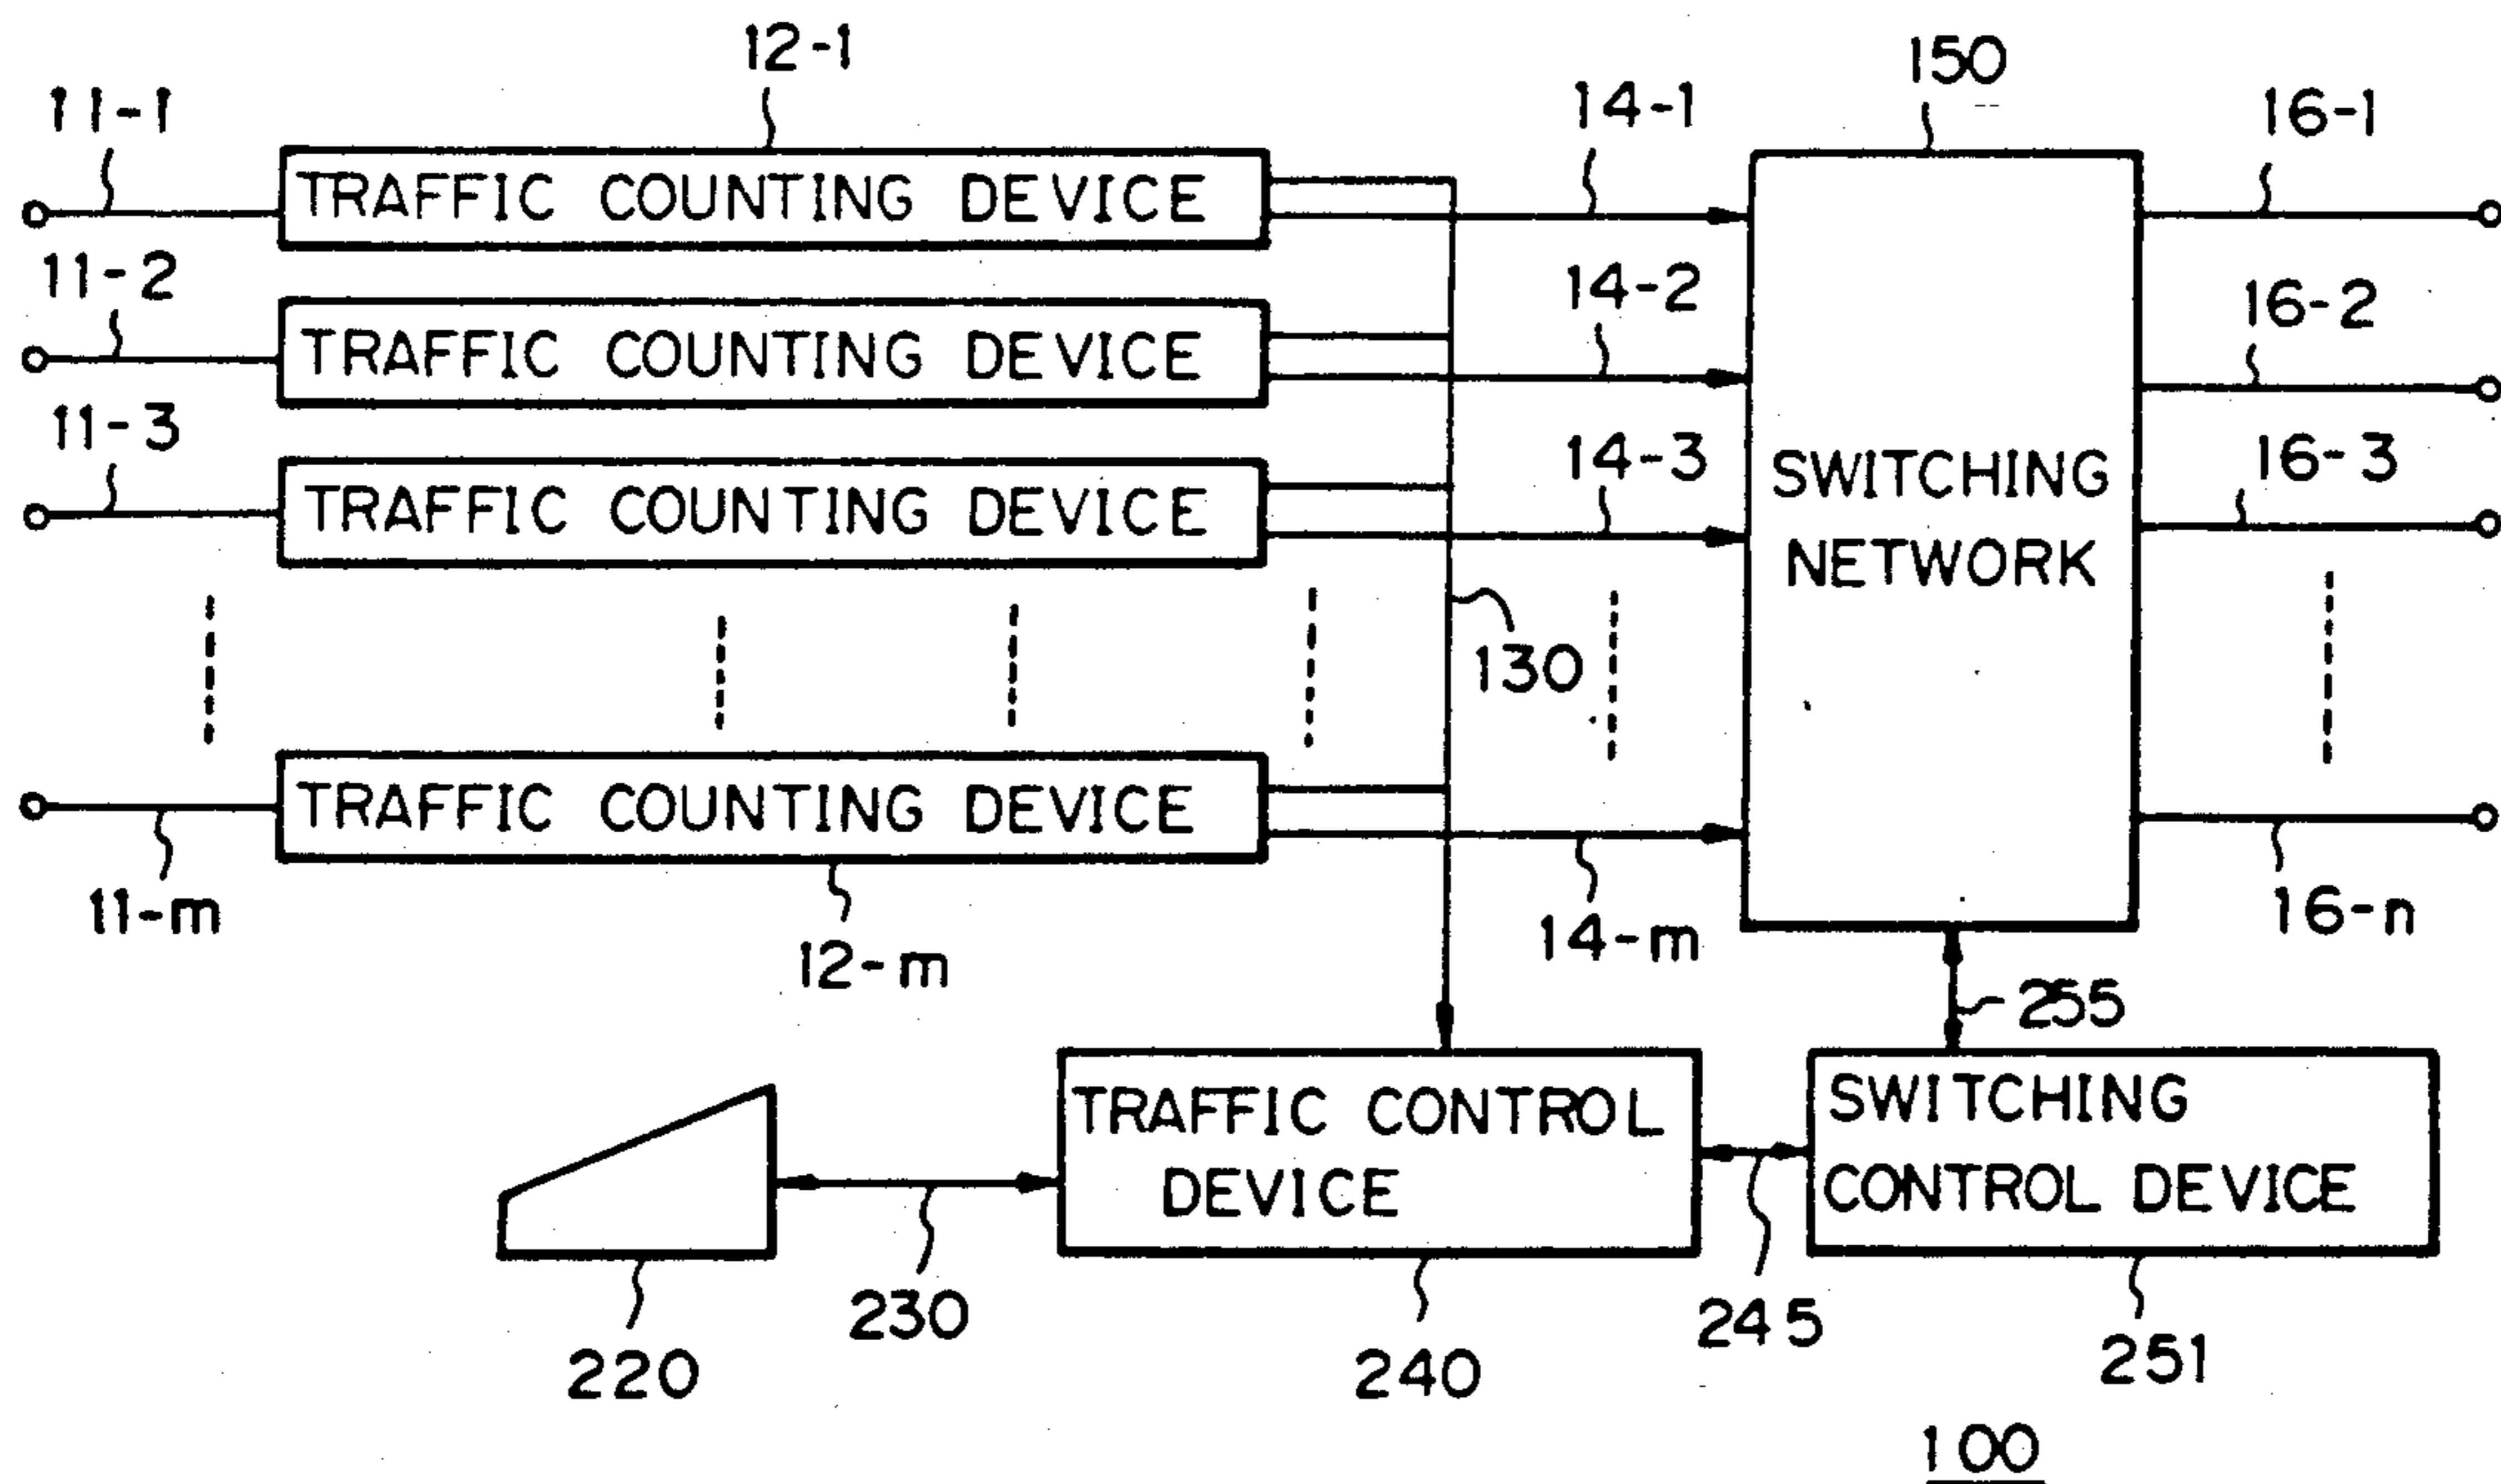 12-1
150
11-1
14-1
16-1
TRAFFIC COUNTING DEVICE
11-2
14-2
16-2
TRAFFIC COUNTING DEVICE
11-3
14-3
16-3
TRAFFIC COUNTING DEVICE
SWITCHING
NETWORK
130
TRAFFIC COUNTING DEVICE
11-m
12-m
14-m
16-n
255
TRAFFIC CONTROL
DEVICE
SWITCHING
CONTROL DEVICE
230
245
220
240
251
100